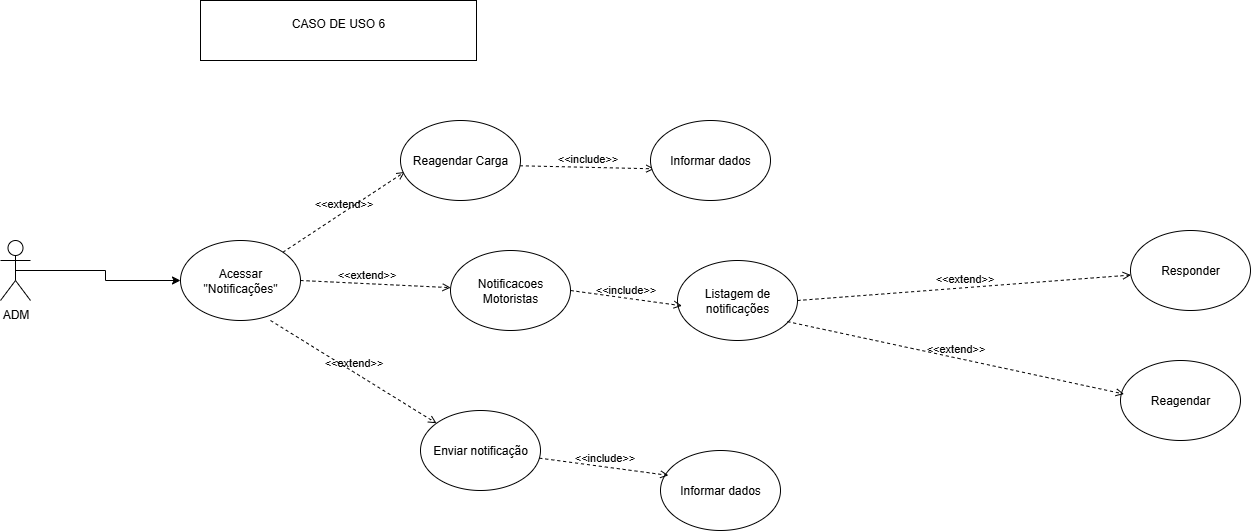 CASO DE USO 6
Reagendar Carga
<<include>>
Informar dados
<<extend>>
ADM
Acessar
"Notificações"
<<extend>>
Notificacoes
Motoristas
<<include>>
Listagem de
notificações
<<extend>>
Responder
<<extend>>
Reagendar
<<extend>>
Enviar notificação
<<include>>
Informar dados